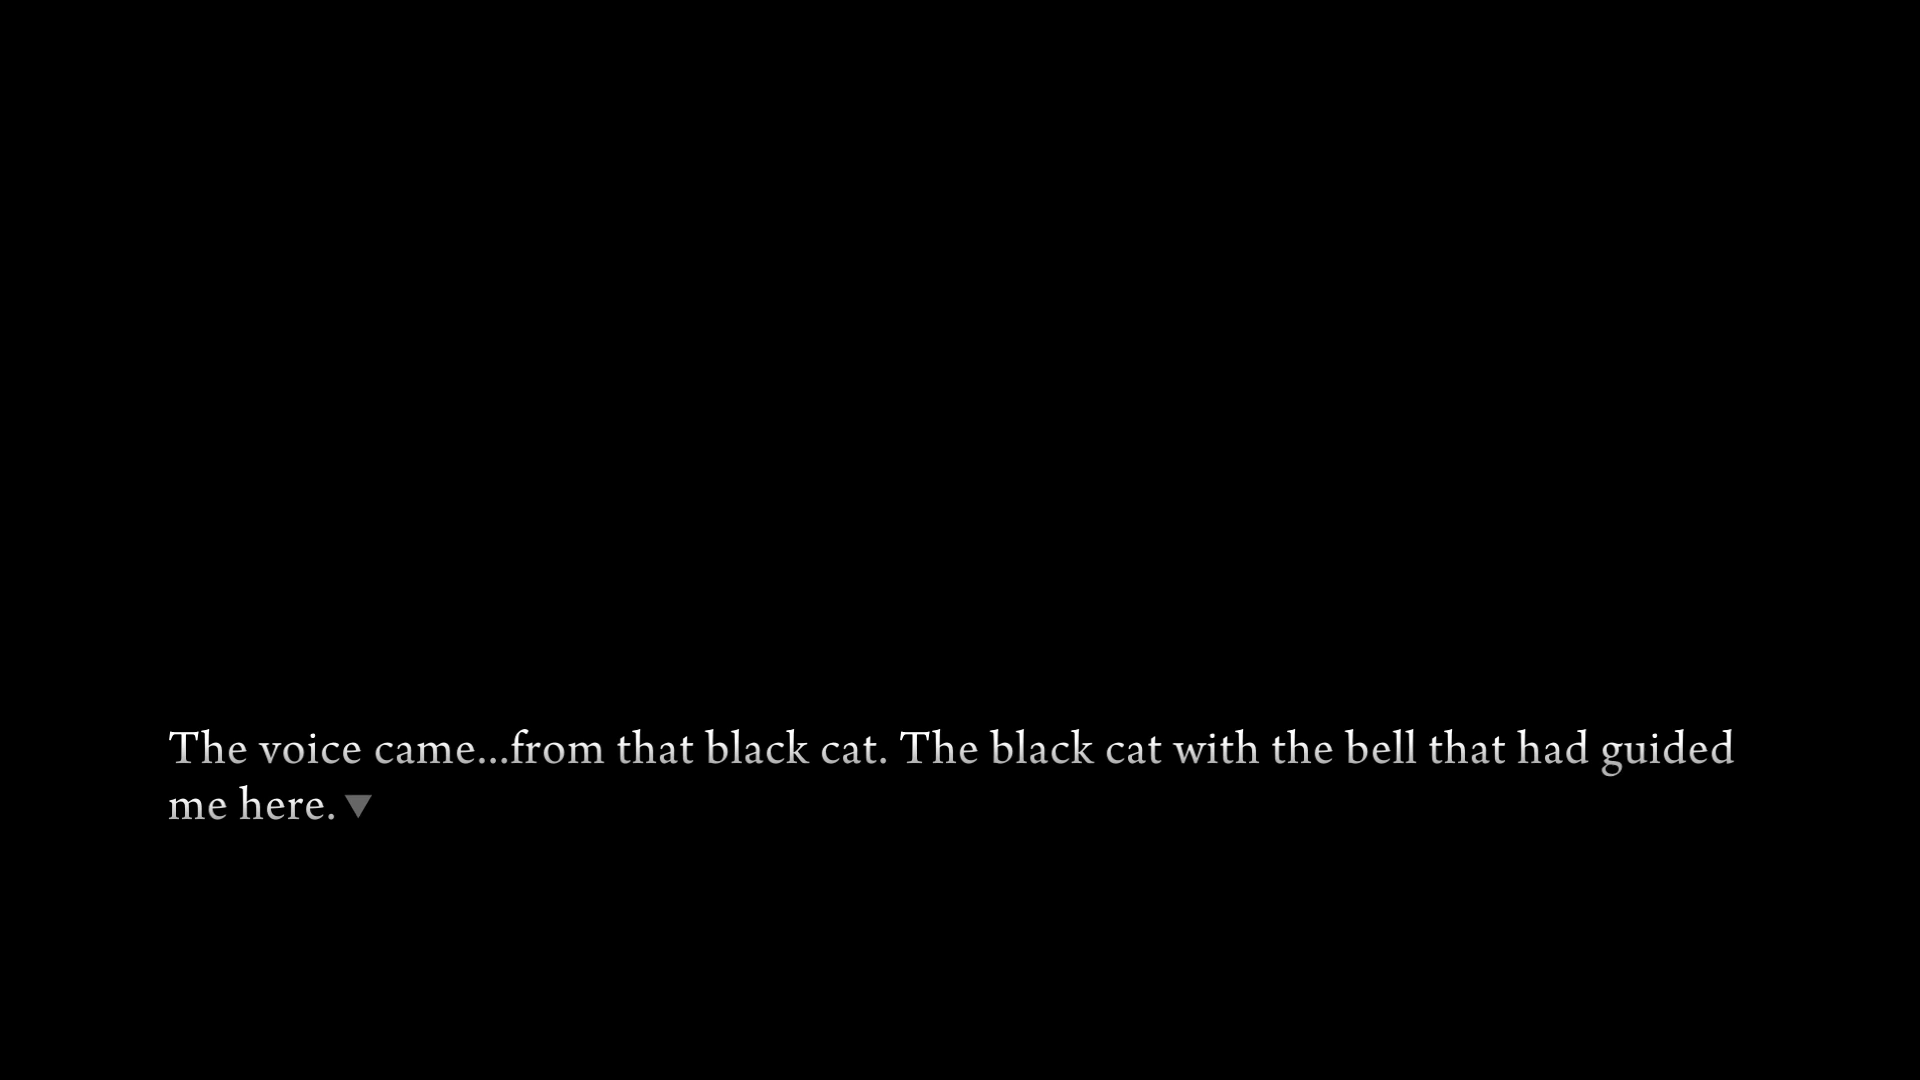 The voice came...from that black cat. The black cat with the bell that had guided
me here.